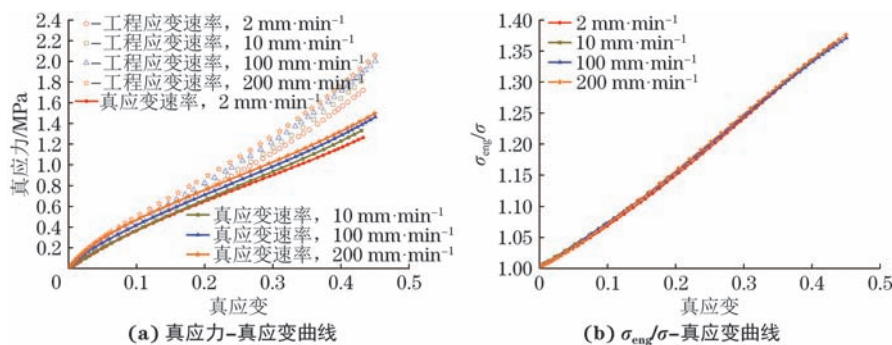 2.4
2.2
2.0
1.8
1.6
1.4
1.2
1.0
0.8
0.6
0.4
0.2
0
0.1
0.2
0.3
0.4
0.5
真应力/MPa
工程应变速率，2 mm·min⁻¹
工程应变速率，10 mm·min⁻¹
工程应变速率，100 mm·min⁻¹
工程应变速率，200 mm·min⁻¹
真应变速率，2 mm·min⁻¹
真应变速率，10 mm·min⁻¹
真应变速率，100 mm·min⁻¹
真应变速率，200 mm·min⁻¹
真应变
(a) 真应力-真应变曲线
1.40
1.35
1.30
1.25
1.20
1.15
1.10
1.05
1.00
0
0.1
0.2
0.3
0.4
0.5
σeng/σ
2 mm·min⁻¹
10 mm·min⁻¹
100 mm·min⁻¹
200 mm·min⁻¹
真应变
(b) σeng/σ-真应变曲线